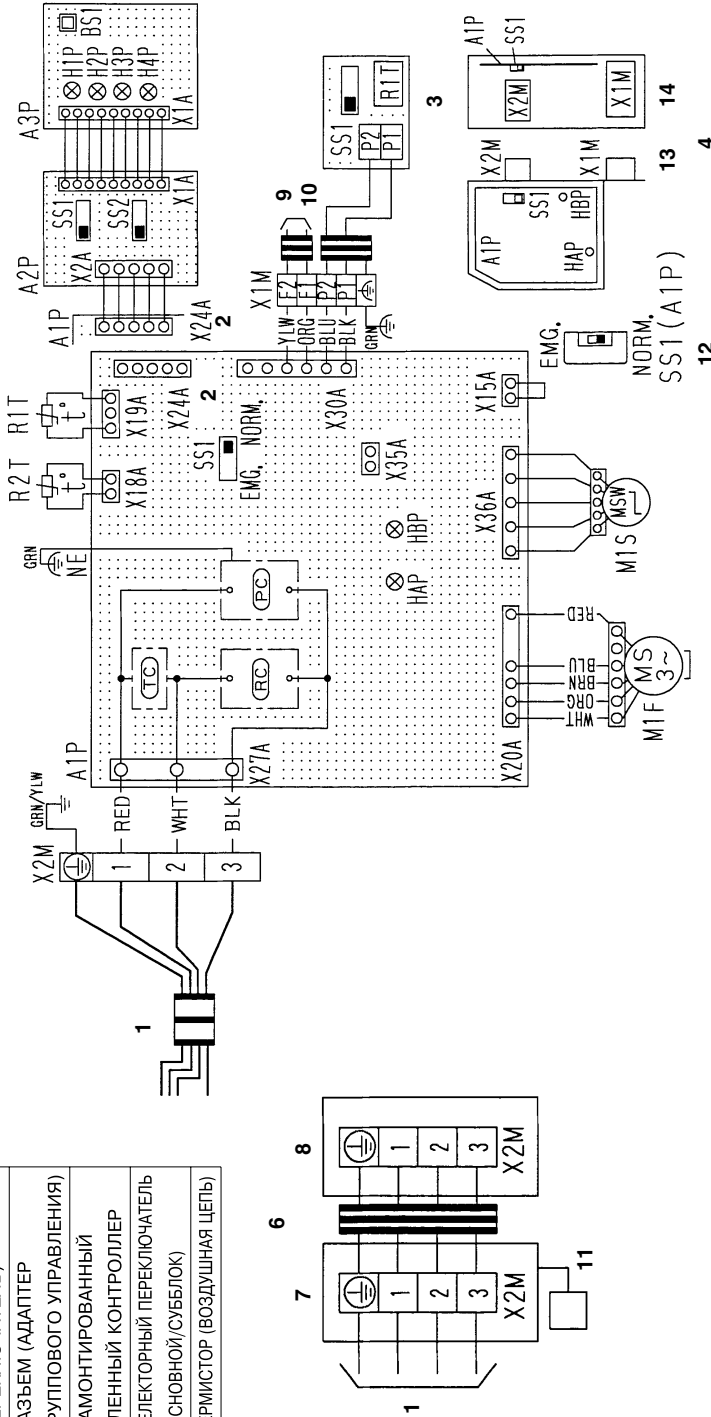 АЗЪЕМ (АДАПТЕР
РУППОВОГО УПРАВЛЕНИЯ)
АМОНТИРОВАННЫЙ
ЛЕННЫЙ КОНТРОЛЛЕР
ЕЛЕКТОРНЫЙ ПЕРЕКЛЮЧАТЕЛЬ
СНОВНОЙ/СУББЛОК)
ЕРМИСТОР (ВОЗДУШНАЯ ЦЕПЬ)
1
X2M
GRN/YLW
1
2
3
RED
WHT
BLK
A1P
X27A
TC
RC
PC
GRN
NE
R2T
t°
X18A
R1T
t°
X19A
X24A
2
SS1
EMG.
NORM.
X30A
X35A
HAP
HBP
X15A
X36A
X20A
WHT
ORG
BRN
BLU
RED
MS
3~
M1F
MSW
M1S
A1P
X24A
2
A2P
X2A
SS1
SS2
X1A
A3P
BS1
H1P
H2P
H3P
H4P
X1A
X1M
F2
F1
P2
P1
YLW
ORG
BLU
BLK
GRN
9
10
SS1
P2
P1
R1T
3
EMG.
NORM.
SS1(A1P)
12
A1P
SS1
HAP
HBP
X2M
X1M
13
X2M
X1M
A1P
SS1
14
4
1
7
1
2
3
X2M
11
6
8
1
2
3
X2M